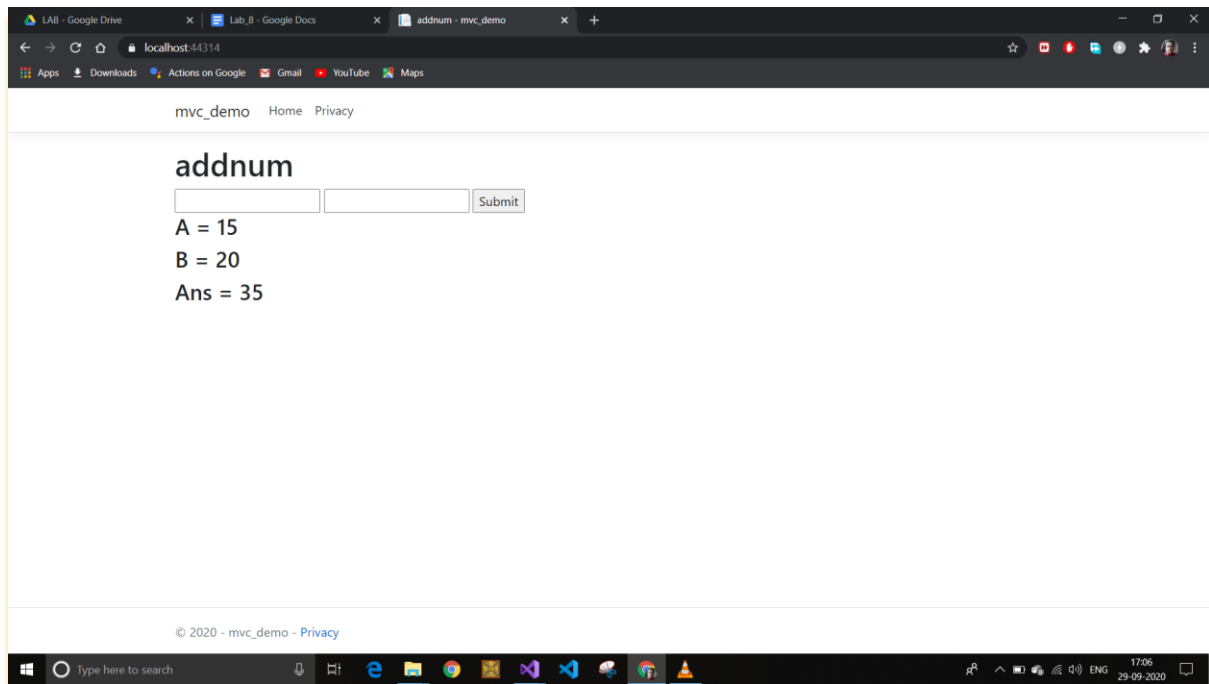 LAB - Google Drive
Lab_8 - Google Docs
addnum - mvc_demo
localhost:44314
Apps Downloads Actions on Google Gmail YouTube Maps
mvc_demo Home Privacy
addnum
Submit
A = 15
B = 20
Ans = 35
© 2020 - mvc_demo - Privacy
Type here to search
ENG
17:06
29-09-2020